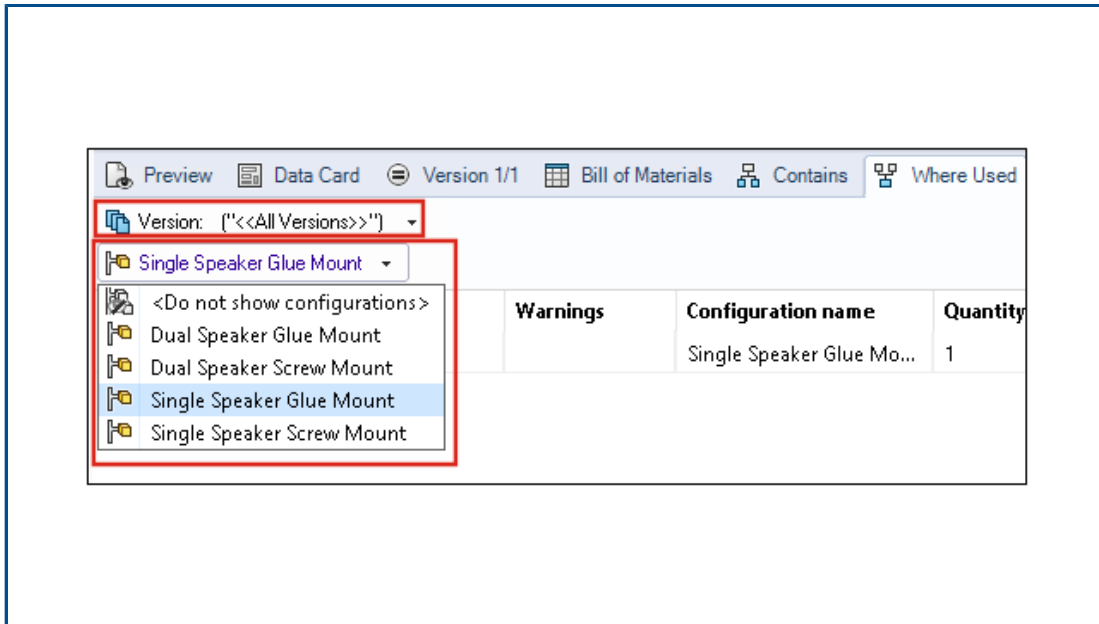 Preview Data Card Version 1/1 Bill of Materials Contains Where Used
Version: ("<<All Versions>>")
Single Speaker Glue Mount
<Do not show configurations> Warnings Configuration name Quantity
Dual Speaker Glue Mount
Single Speaker Glue Mo... 1
Dual Speaker Screw Mount
Single Speaker Glue Mount
Single Speaker Screw Mount